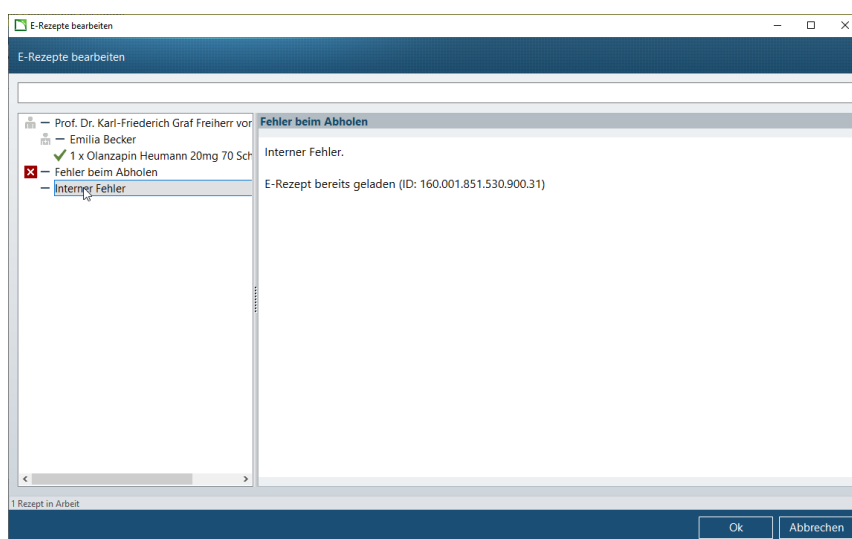 E-Rezepte bearbeiten
E-Rezepte bearbeiten
Prof. Dr. Karl-Friederich Graf Freiherr vor
Emilia Becker
1 x Olanzapin Heumann 20mg 70 Sch
Fehler beim Abholen
Interner Fehler
Fehler beim Abholen
Interner Fehler.
E-Rezept bereits geladen (ID: 160.001.851.530.900.31)
1 Rezept in Arbeit
Ok
Abbrechen